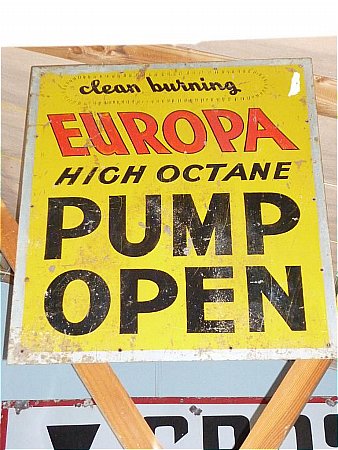 clean burning
EUROPA
HIGH OCTANE
PUMP
OPEN